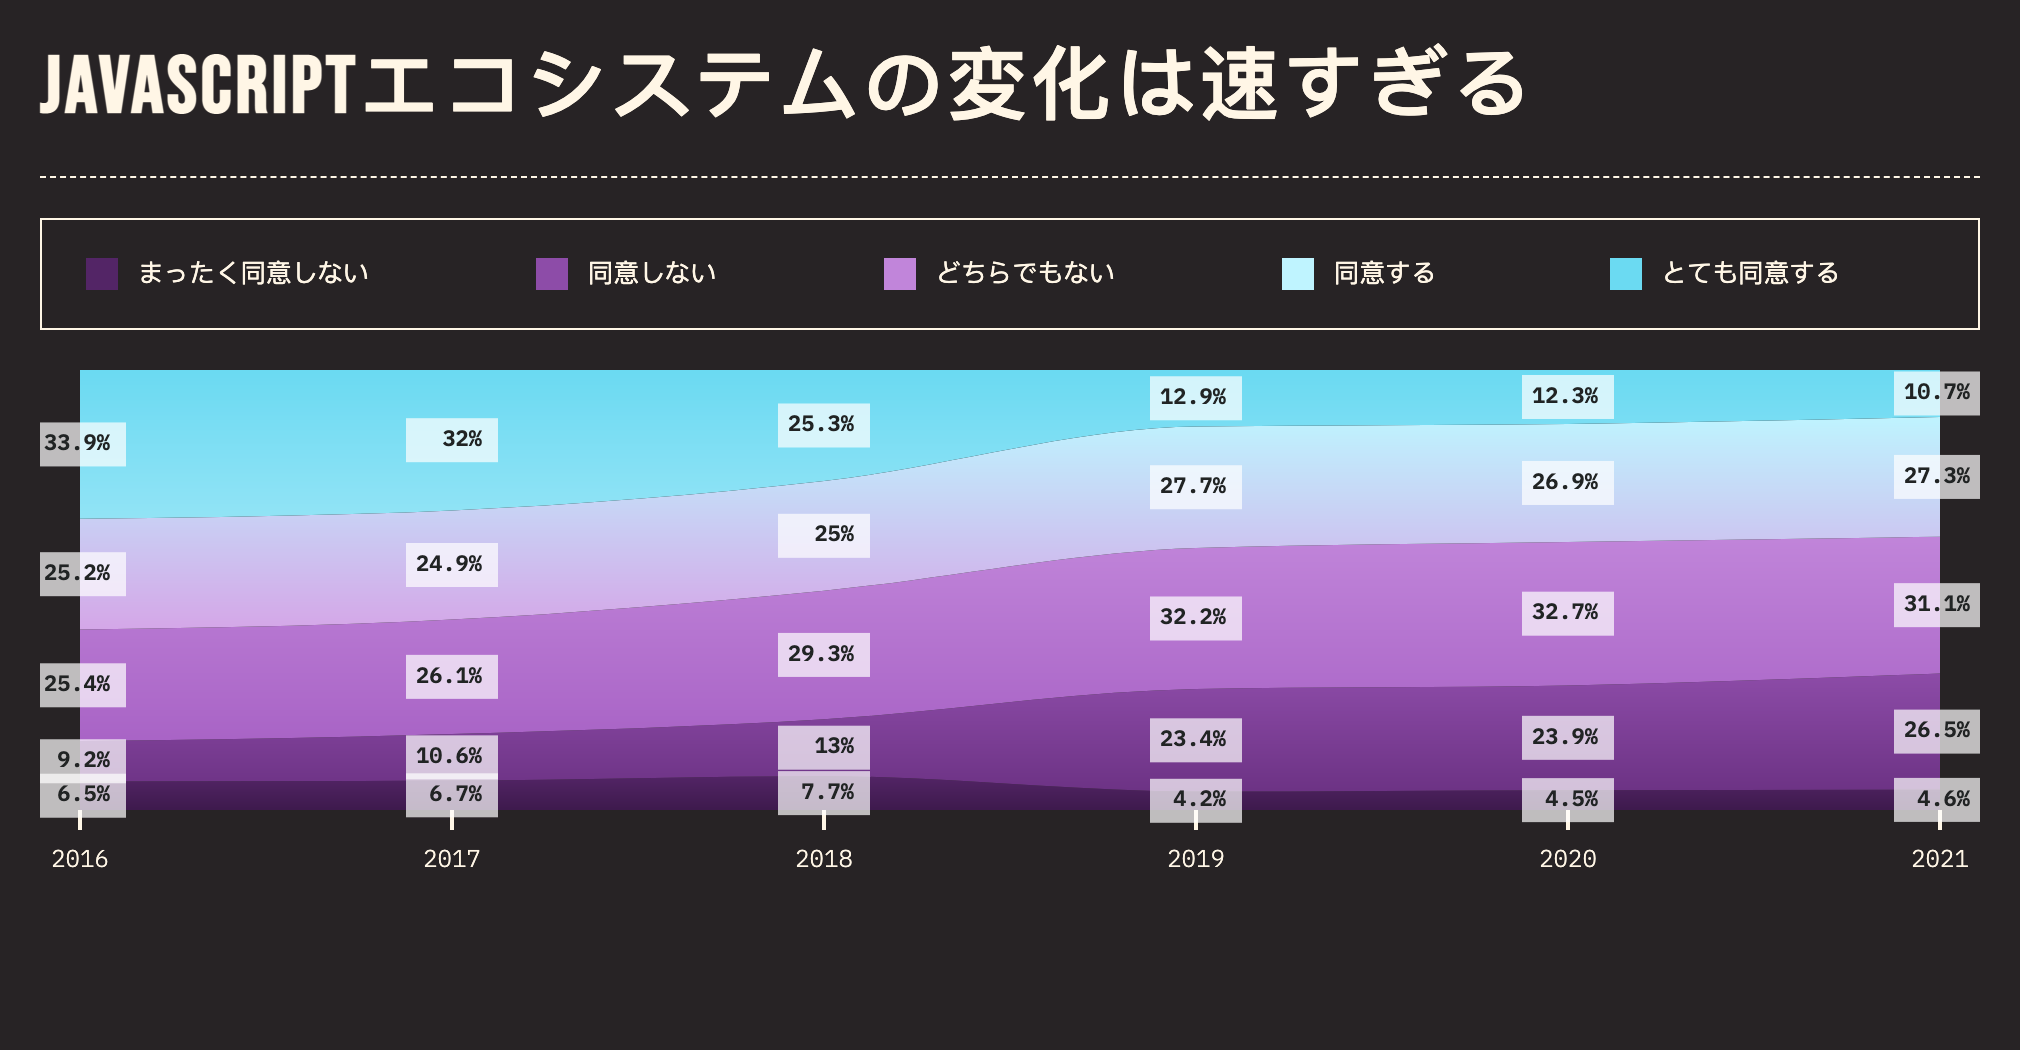 JAVASCRIPTエコシステムの変化は速すぎる
まったく同意しない 同意しない どちらでもない 同意する とても同意する
33.9% 32% 25.3% 12.9% 12.3% 10.7%
25.2% 24.9% 25% 27.7% 26.9% 27.3%
25.4% 26.1% 29.3% 32.2% 32.7% 31.1%
9.2% 10.6% 13% 23.4% 23.9% 26.5%
6.5% 6.7% 7.7% 4.2% 4.5% 4.6%
2016 2017 2018 2019 2020 2021